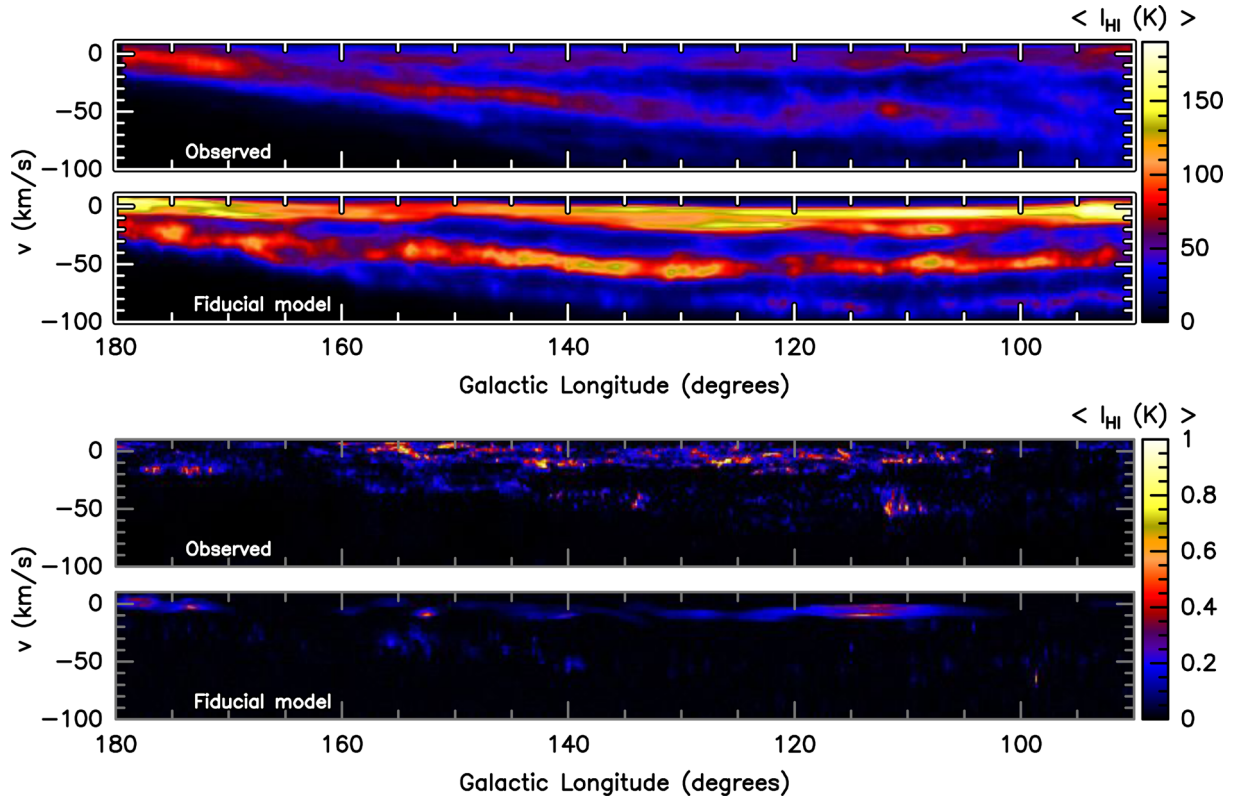 < I_HI (K) >
0
−50
−100
Observed
0
−50
−100
Fiducial model
v (km/s)
150
100
50
0
180 160 140 120 100
Galactic Longitude (degrees)
< I_HI (K) >
0
−50
−100
Observed
0
−50
−100
Fiducial model
v (km/s)
1
0.8
0.6
0.4
0.2
0
180 160 140 120 100
Galactic Longitude (degrees)